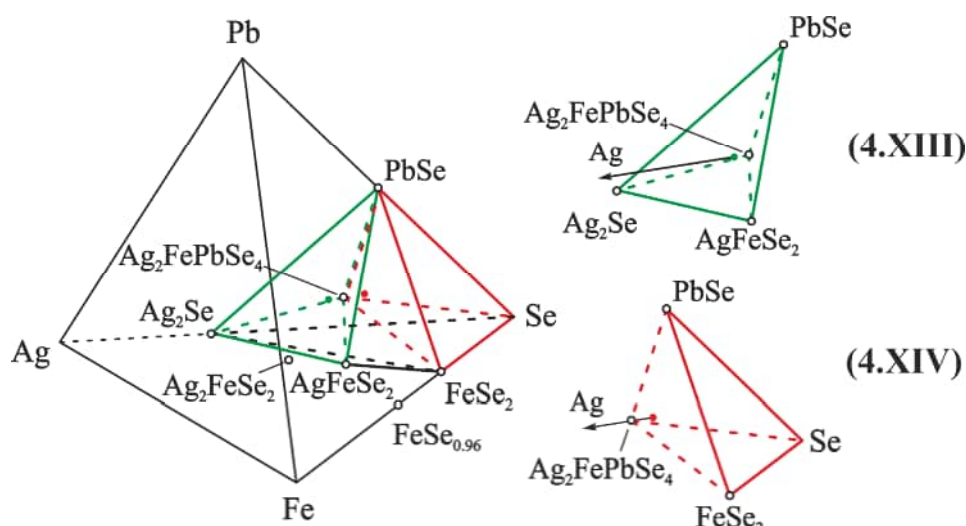 Pb
PbSe
Ag₂FePbSe₄
Ag₂Se
Se
Ag
Ag₂FeSe₂
AgFeSe₂
FeSe₂
FeSe₀.₉₆
Fe
PbSe
Ag₂FePbSe₄
(4.XIII)
Ag
Ag₂Se
AgFeSe₂
PbSe
(4.XIV)
Ag
Se
Ag₂FePbSe₄
FeSe₂